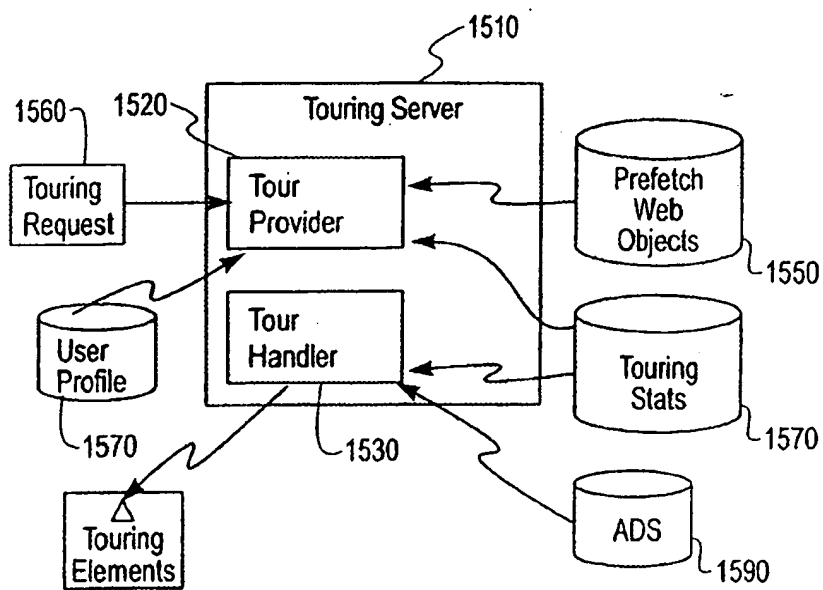 1510
1560
1520
Touring Server
Touring
Request
Tour
Provider
Prefetch
Web
Objects
1550
User
Profile
1570
Tour
Handler
1530
Touring
Stats
1570
Touring
Elements
ADS
1590